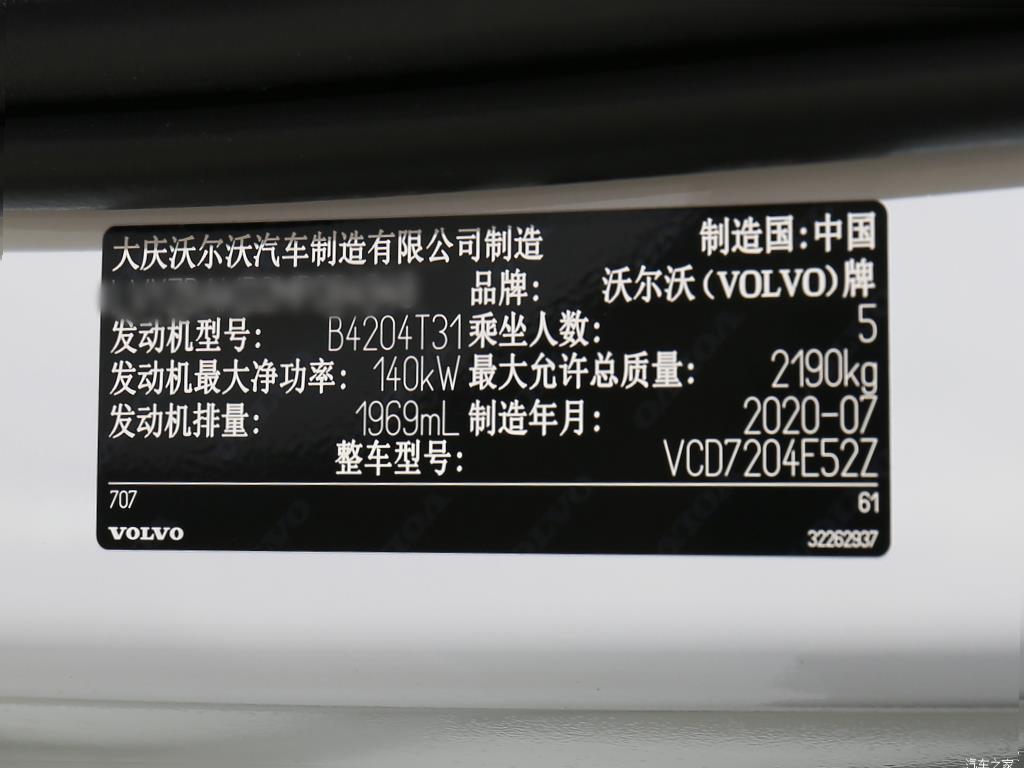 大庆沃尔沃汽车制造有限公司制造 制造国:中国
品牌: 沃尔沃(VOLVO)牌
发动机型号: B4204T31 乘坐人数: 5
发动机最大净功率: 140kW 最大允许总质量: 2190kg
发动机排量: 1969mL 制造年月: 2020-07
整车型号: VCD7204E52Z
707 61
VOLVO 32262937
汽车之家